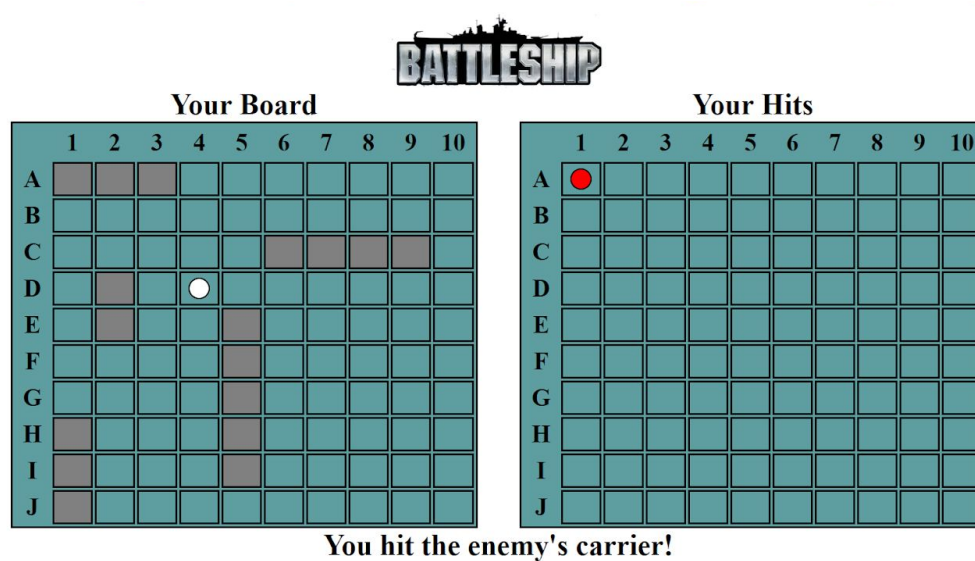 BATTLESHIP
Your Board
1 2 3 4 5 6 7 8 9 10
A
B
C
D
E
F
G
H
I
J
Your Hits
1 2 3 4 5 6 7 8 9 10
A
B
C
D
E
F
G
H
I
J
You hit the enemy's carrier!